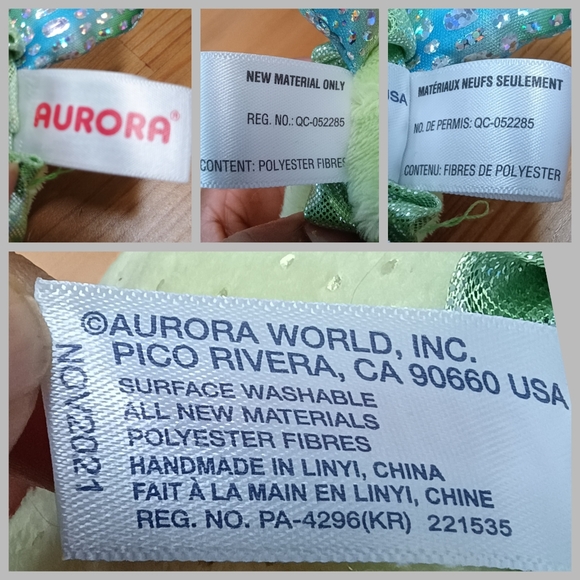 AURORA®
NEW MATERIAL ONLY
REG. NO.: QC-052285
CONTENT: POLYESTER FIBRES
USA
MATÉRIAUX NEUFS SEULEMENT
NO. DE PERMIS: QC-052285
CONTENU: FIBRES DE POLYESTER
©AURORA WORLD, INC.
PICO RIVERA, CA 90660 USA
SURFACE WASHABLE
ALL NEW MATERIALS
POLYESTER FIBRES
HANDMADE IN LINYI, CHINA
FAIT À LA MAIN EN LINYI, CHINE
REG. NO. PA-4296(KR) 221535
NOV2021